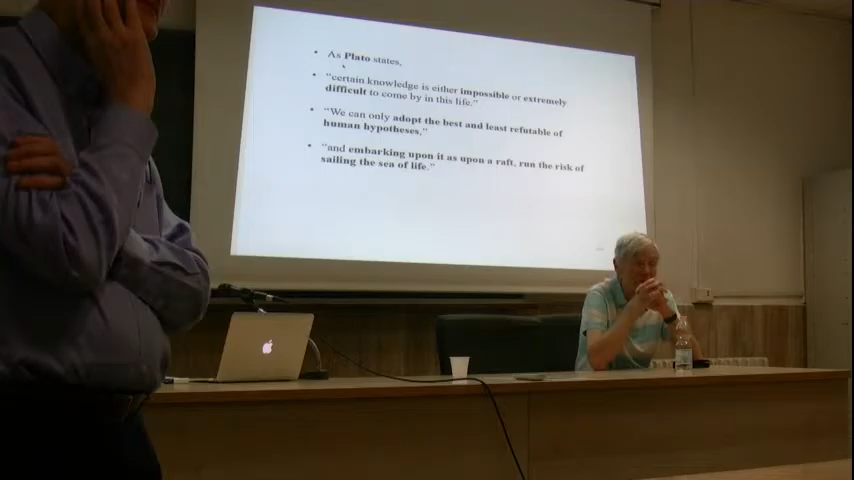 • As Plato states,
• "certain knowledge is either impossible or extremely
difficult to come by in this life."
• "We can only adopt the best and least refutable of
human hypotheses,"
• "and embarking upon it as upon a raft, run the risk of
sailing the sea of life."